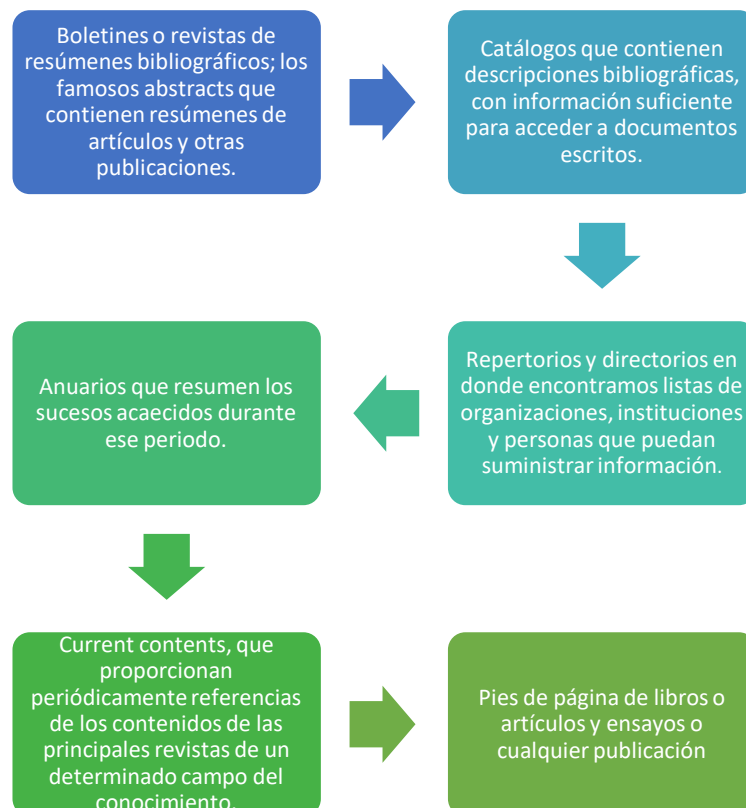 Boletines o revistas de
resúmenes bibliográficos; los
famosos abstracts que
contienen resúmenes de
artículos y otras
publicaciones.
Catálogos que contienen
descripciones bibliográficas,
con información suficiente
para acceder a documentos
escritos.
Repertorios y directorios en
donde encontramos listas de
organizaciones, instituciones
y personas que puedan
suministrar información.
Anuarios que resumen los
sucesos acaecidos durante
ese periodo.
Current contents, que
proporcionan
periódicamente referencias
de los contenidos de las
principales revistas de un
determinado campo del
conocimiento.
Pies de página de libros o
artículos y ensayos o
cualquier publicación